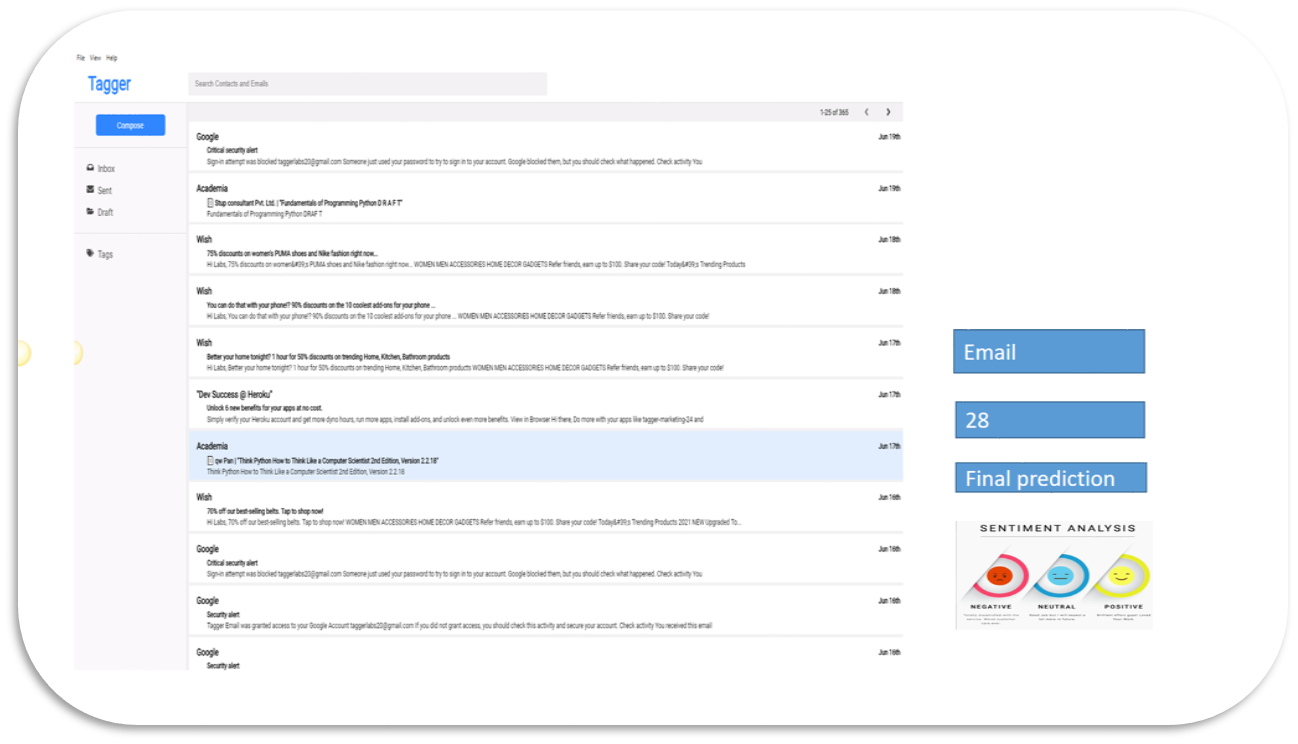 File View Help
Tagger
Search Contacts and Emails
Compose
1-25 of 365
Inbox
Sent
Draft
Tags
Google Jun 19th
Critical security alert
Sign-in attempt was blocked taggerlabs20@gmail.com Someone just used your password to try to sign in to your account. Google blocked them, but you should check what happened. Check activity You
Academia Jun 19th
Stup consultant Pvt. Ltd. | "Fundamentals of Programming Python D R A F T"
Fundamentals of Programming Python DRAF T
Wish Jun 18th
75% discounts on women's PUMA shoes and Nike fashion right now...
Hi Labs, 75% discounts on women&#39;s PUMA shoes and Nike fashion right now... WOMEN MEN ACCESSORIES HOME DECOR GADGETS Refer friends, earn up to $100. Share your code! Today&#39;s Trending Products
Wish Jun 18th
You can do that with your phone!? 90% discounts on the 10 coolest add-ons for your phone ...
Hi Labs, You can do that with your phone!? 90% discounts on the 10 coolest add-ons for your phone ... WOMEN MEN ACCESSORIES HOME DECOR GADGETS Refer friends, earn up to $100. Share your code!
Wish Jun 17th
Better your home tonight? 1 hour for 50% discounts on trending Home, Kitchen, Bathroom products
Hi Labs, Better your home tonight? 1 hour for 50% discounts on trending Home, Kitchen, Bathroom products WOMEN MEN ACCESSORIES HOME DECOR GADGETS Refer friends, earn up to $100. Share your code!
"Dev Success @ Heroku" Jun 17th
Unlock 6 new benefits for your apps at no cost.
Simply verify your Heroku account and get more dyno hours, run more apps, install add-ons, and unlock even more benefits. View in Browser Hi there, Do more with your apps like tagger-marketing-24 and
Academia Jun 17th
qw Pan | "Think Python How to Think Like a Computer Scientist 2nd Edition, Version 2.2.18"
Think Python How to Think Like a Computer Scientist 2nd Edition, Version 2.2.18
Wish Jun 16th
70% off our best-selling belts. Tap to shop now!
Hi Labs, 70% off our best-selling belts. Tap to shop now! WOMEN MEN ACCESSORIES HOME DECOR GADGETS Refer friends, earn up to $100. Share your code! Today&#39;s Trending Products 2021 NEW Upgraded To...
Google Jun 16th
Critical security alert
Sign-in attempt was blocked taggerlabs20@gmail.com Someone just used your password to try to sign in to your account. Google blocked them, but you should check what happened. Check activity You
Google Jun 16th
Security alert
Tagger Email was granted access to your Google Account taggerlabs20@gmail.com If you did not grant access, you should check this activity and secure your account. Check activity You received this email
Google Jun 16th
Security alert
Email
28
Final prediction
SENTIMENT ANALYSIS
NEGATIVE NEUTRAL POSITIVE